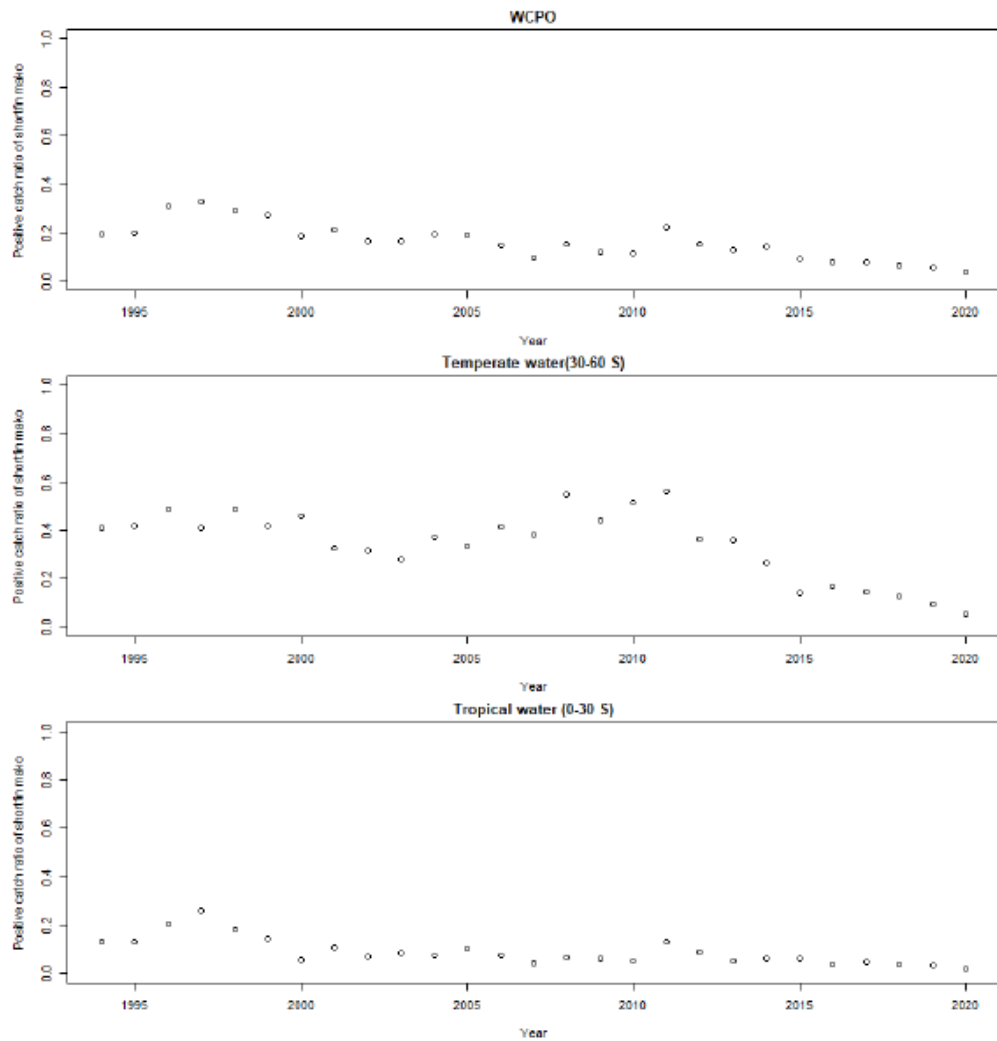 WCPO
Positive catch ratio of shortfin mako
1.0
0.8
0.6
0.4
0.2
0.0
1995 2000 2005 2010 2015 2020
Year
Temperate water(30-60 S)
Positive catch ratio of shortfin mako
1.0
0.8
0.6
0.4
0.2
0.0
1995 2000 2005 2010 2015 2020
Year
Tropical water (0-30 S)
Positive catch ratio of shortfin mako
1.0
0.8
0.6
0.4
0.2
0.0
1995 2000 2005 2010 2015 2020
Year